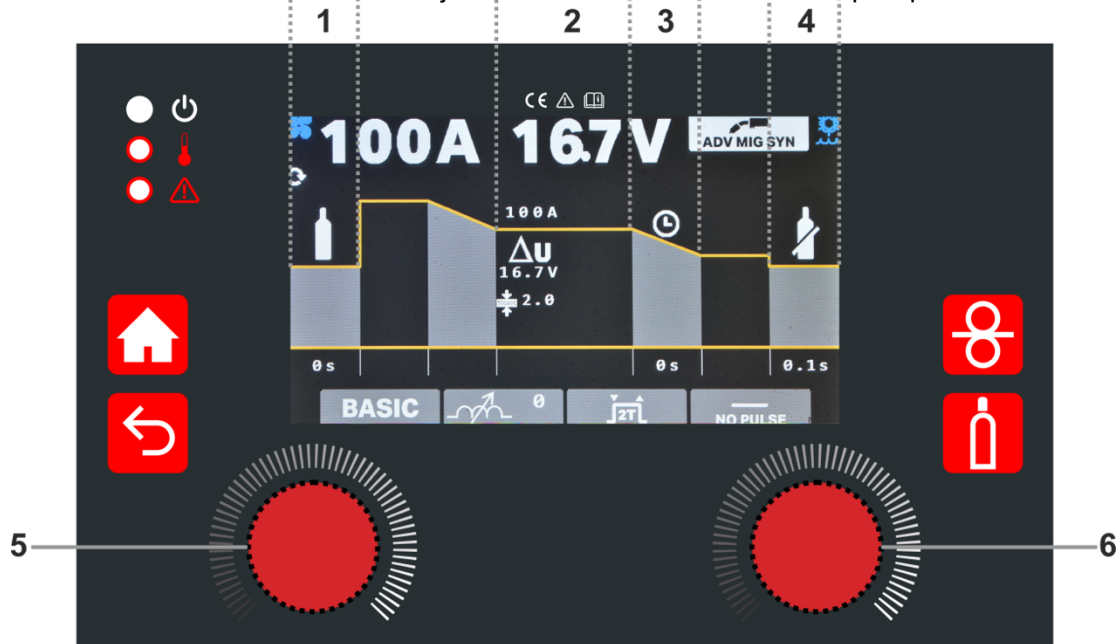 1 2 3 4
CE
100A 16.7V ADV MIG SYN
100A
ΔU
16.7V
2.0
0s 0s 0.1s
BASIC 0 2T NO PULSE
5 6